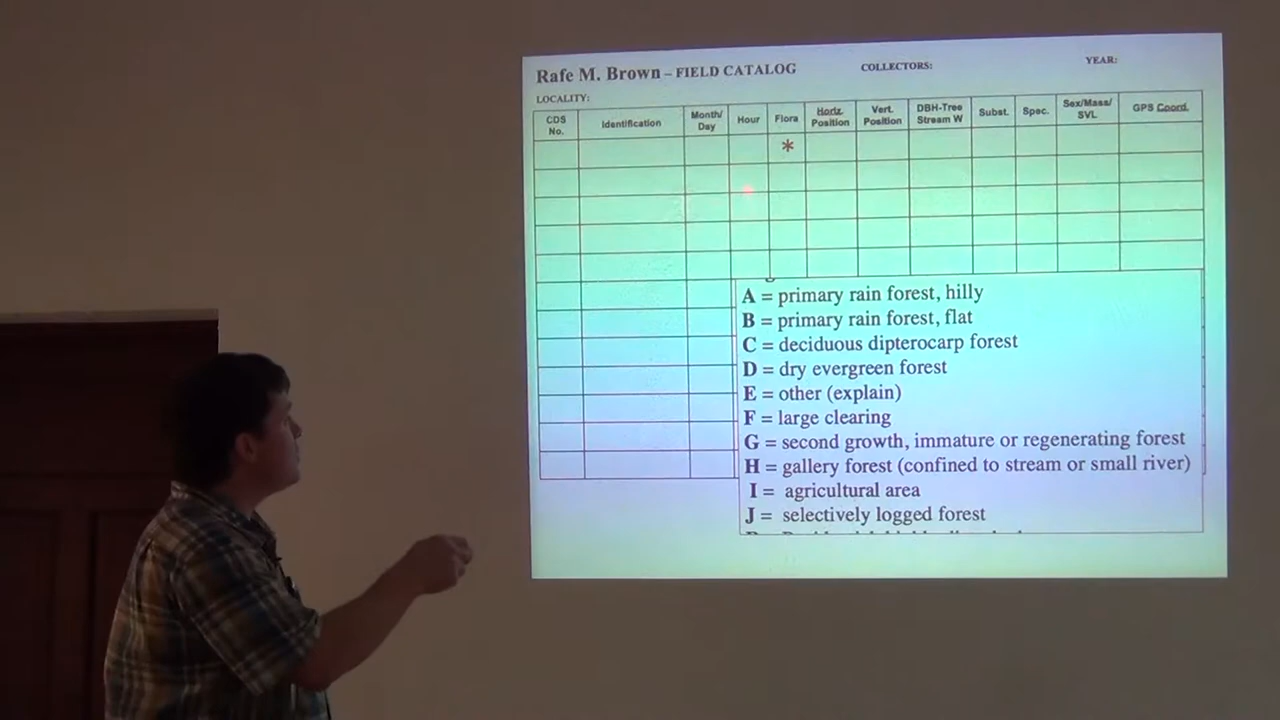 Rafe M. Brown – FIELD CATALOG COLLECTORS: YEAR:
LOCALITY:
CDS No. Identification Month/ Day Hour Flora Hortz. Position Vert. Position DBH-Tree Stream W Subst. Spec. Sex/Mass/ SVL GPS Coord.
*
A = primary rain forest, hilly
B = primary rain forest, flat
C = deciduous dipterocarp forest
D = dry evergreen forest
E = other (explain)
F = large clearing
G = second growth, immature or regenerating forest
H = gallery forest (confined to stream or small river)
I = agricultural area
J = selectively logged forest